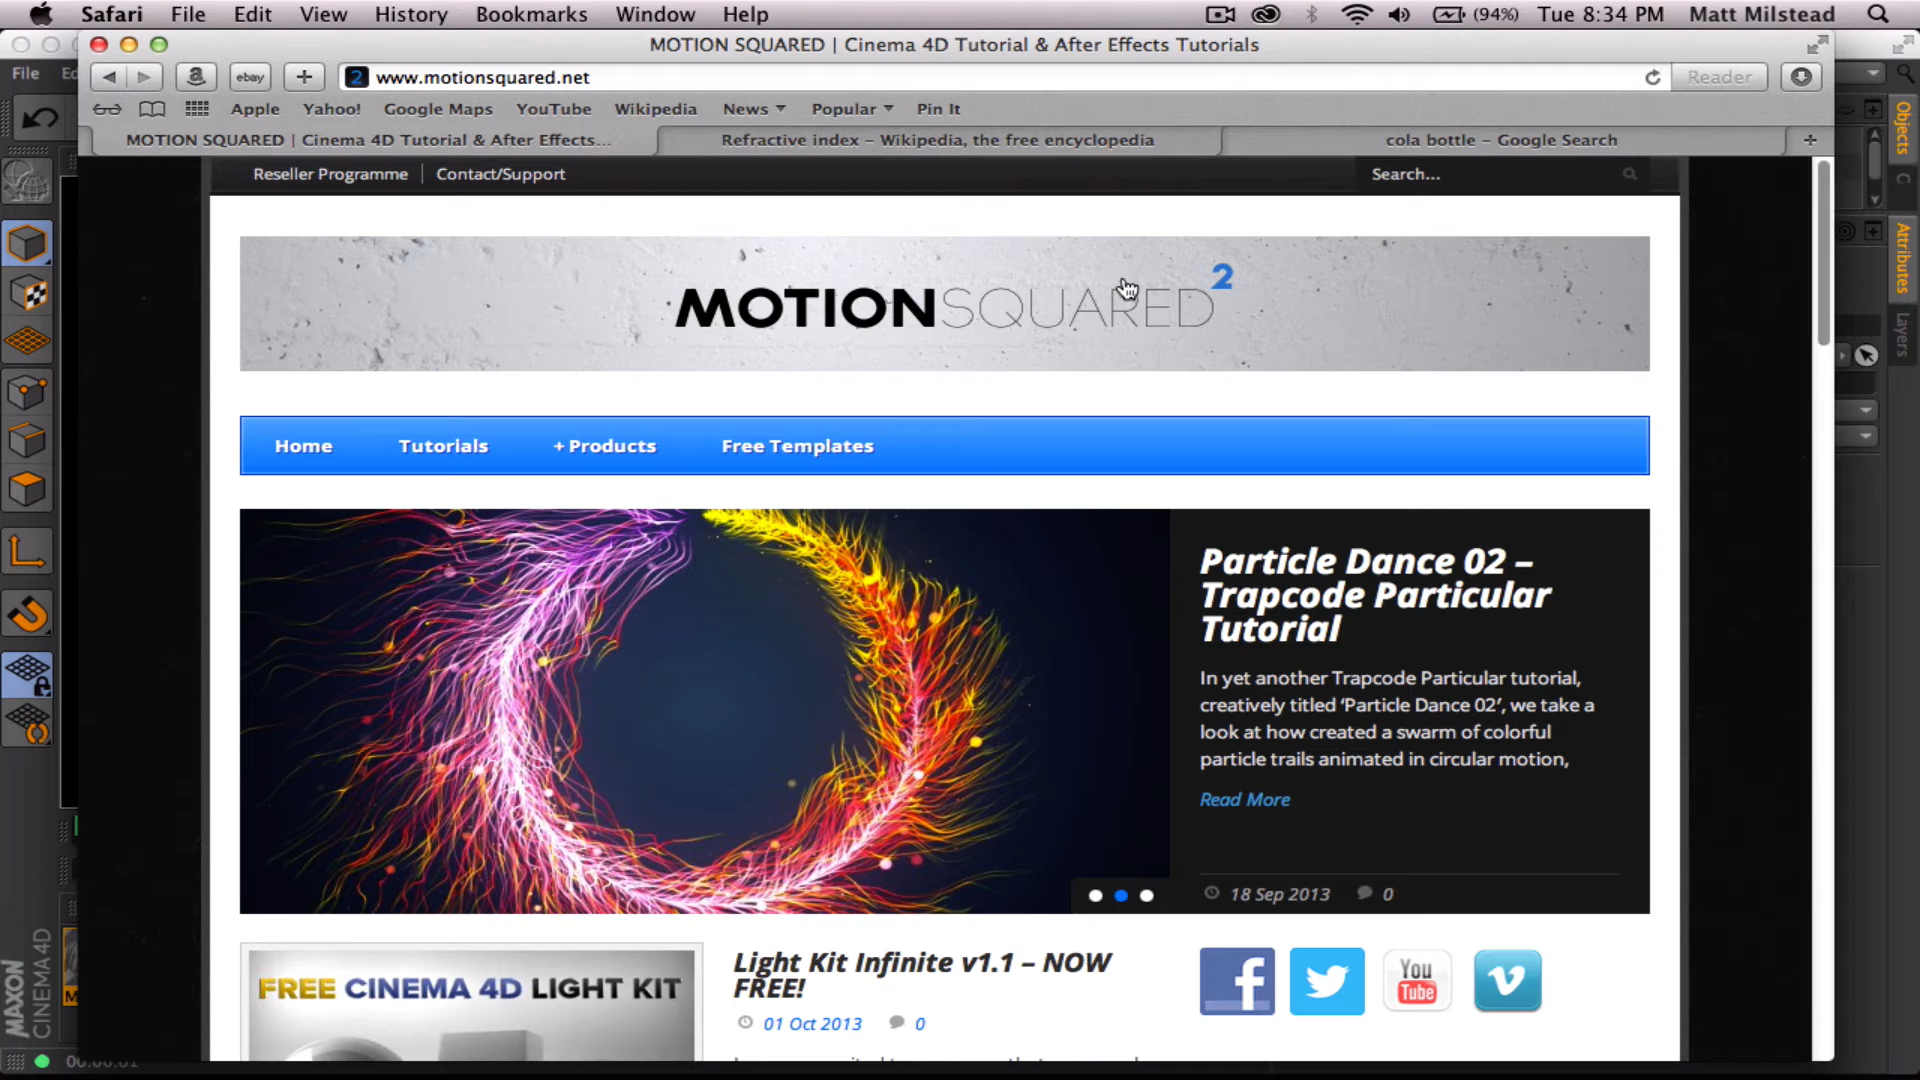 Safari File Edit View History Bookmarks Window Help (94%) Tue 8:34 PM Matt Milstead
MOTION SQUARED | Cinema 4D Tutorial & After Effects Tutorials
File
ebay 2 www.motionsquared.net Reader
Apple Yahoo! Google Maps YouTube Wikipedia News Popular Pin It
MOTION SQUARED | Cinema 4D Tutorial & After Effects... Refractive index – Wikipedia, the free encyclopedia cola bottle – Google Search
Objects
Attributes
Layers
Reseller Programme Contact/Support Search...
MOTIONSQUARED2
Home Tutorials + Products Free Templates
Particle Dance 02 –
Trapcode Particular
Tutorial
In yet another Trapcode Particular tutorial,
creatively titled ‘Particle Dance 02’, we take a
look at how created a swarm of colorful
particle trails animated in circular motion,
Read More
18 Sep 2013 0
FREE CINEMA 4D LIGHT KIT
Light Kit Infinite v1.1 – NOW
FREE!
01 Oct 2013 0
f You Tube v
MAXON
CINEMA 4D